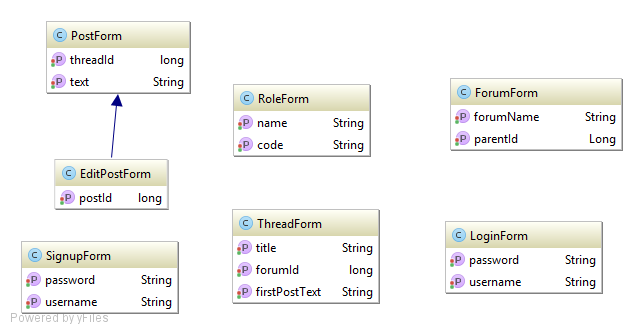 C PostForm
P threadId long
P text String
C RoleForm
P name String
P code String
C ForumForm
P forumName String
P parentId Long
C EditPostForm
P postId long
C ThreadForm
P title String
P forumId long
P firstPostText String
C LoginForm
P password String
P username String
C SignupForm
P password String
P username String
Powered by yFiles